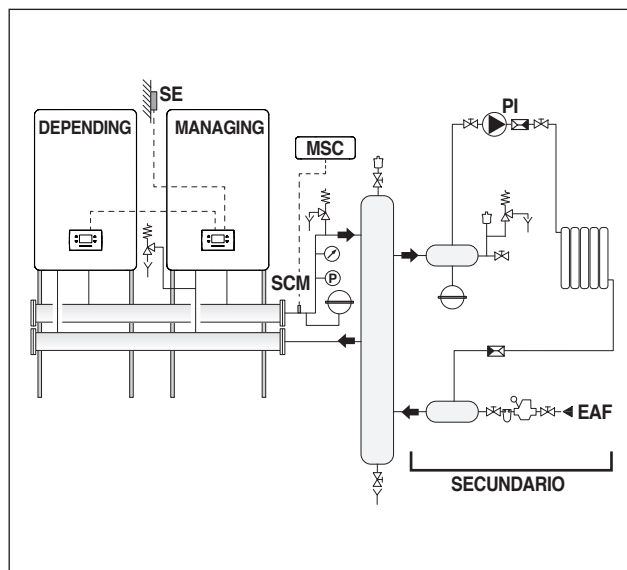 SE
PI
DEPENDING
MANAGING
MSC
SCM
P
EAF
SECUNDARIO